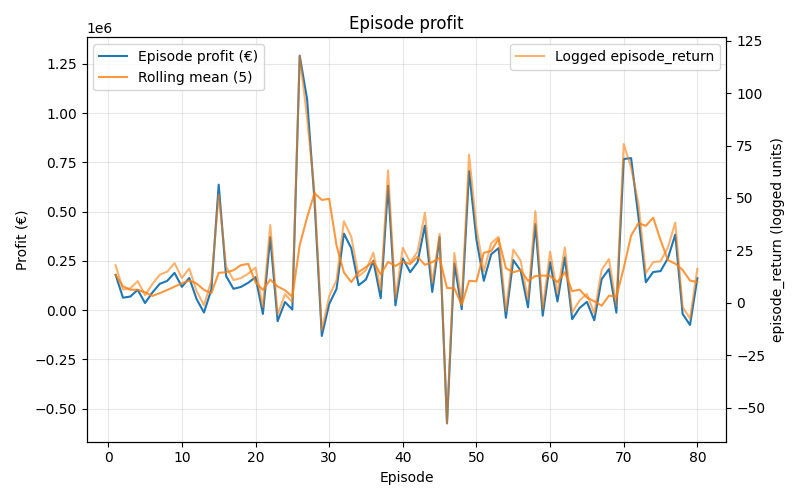 Episode profit
1e6
Episode profit (€)
Rolling mean (5)
Logged episode_return
Profit (€)
1.25
1.00
0.75
0.50
0.25
0.00
−0.25
−0.50
125
100
75
50
25
0
−25
−50
episode_return (logged units)
0 10 20 30 40 50 60 70 80
Episode